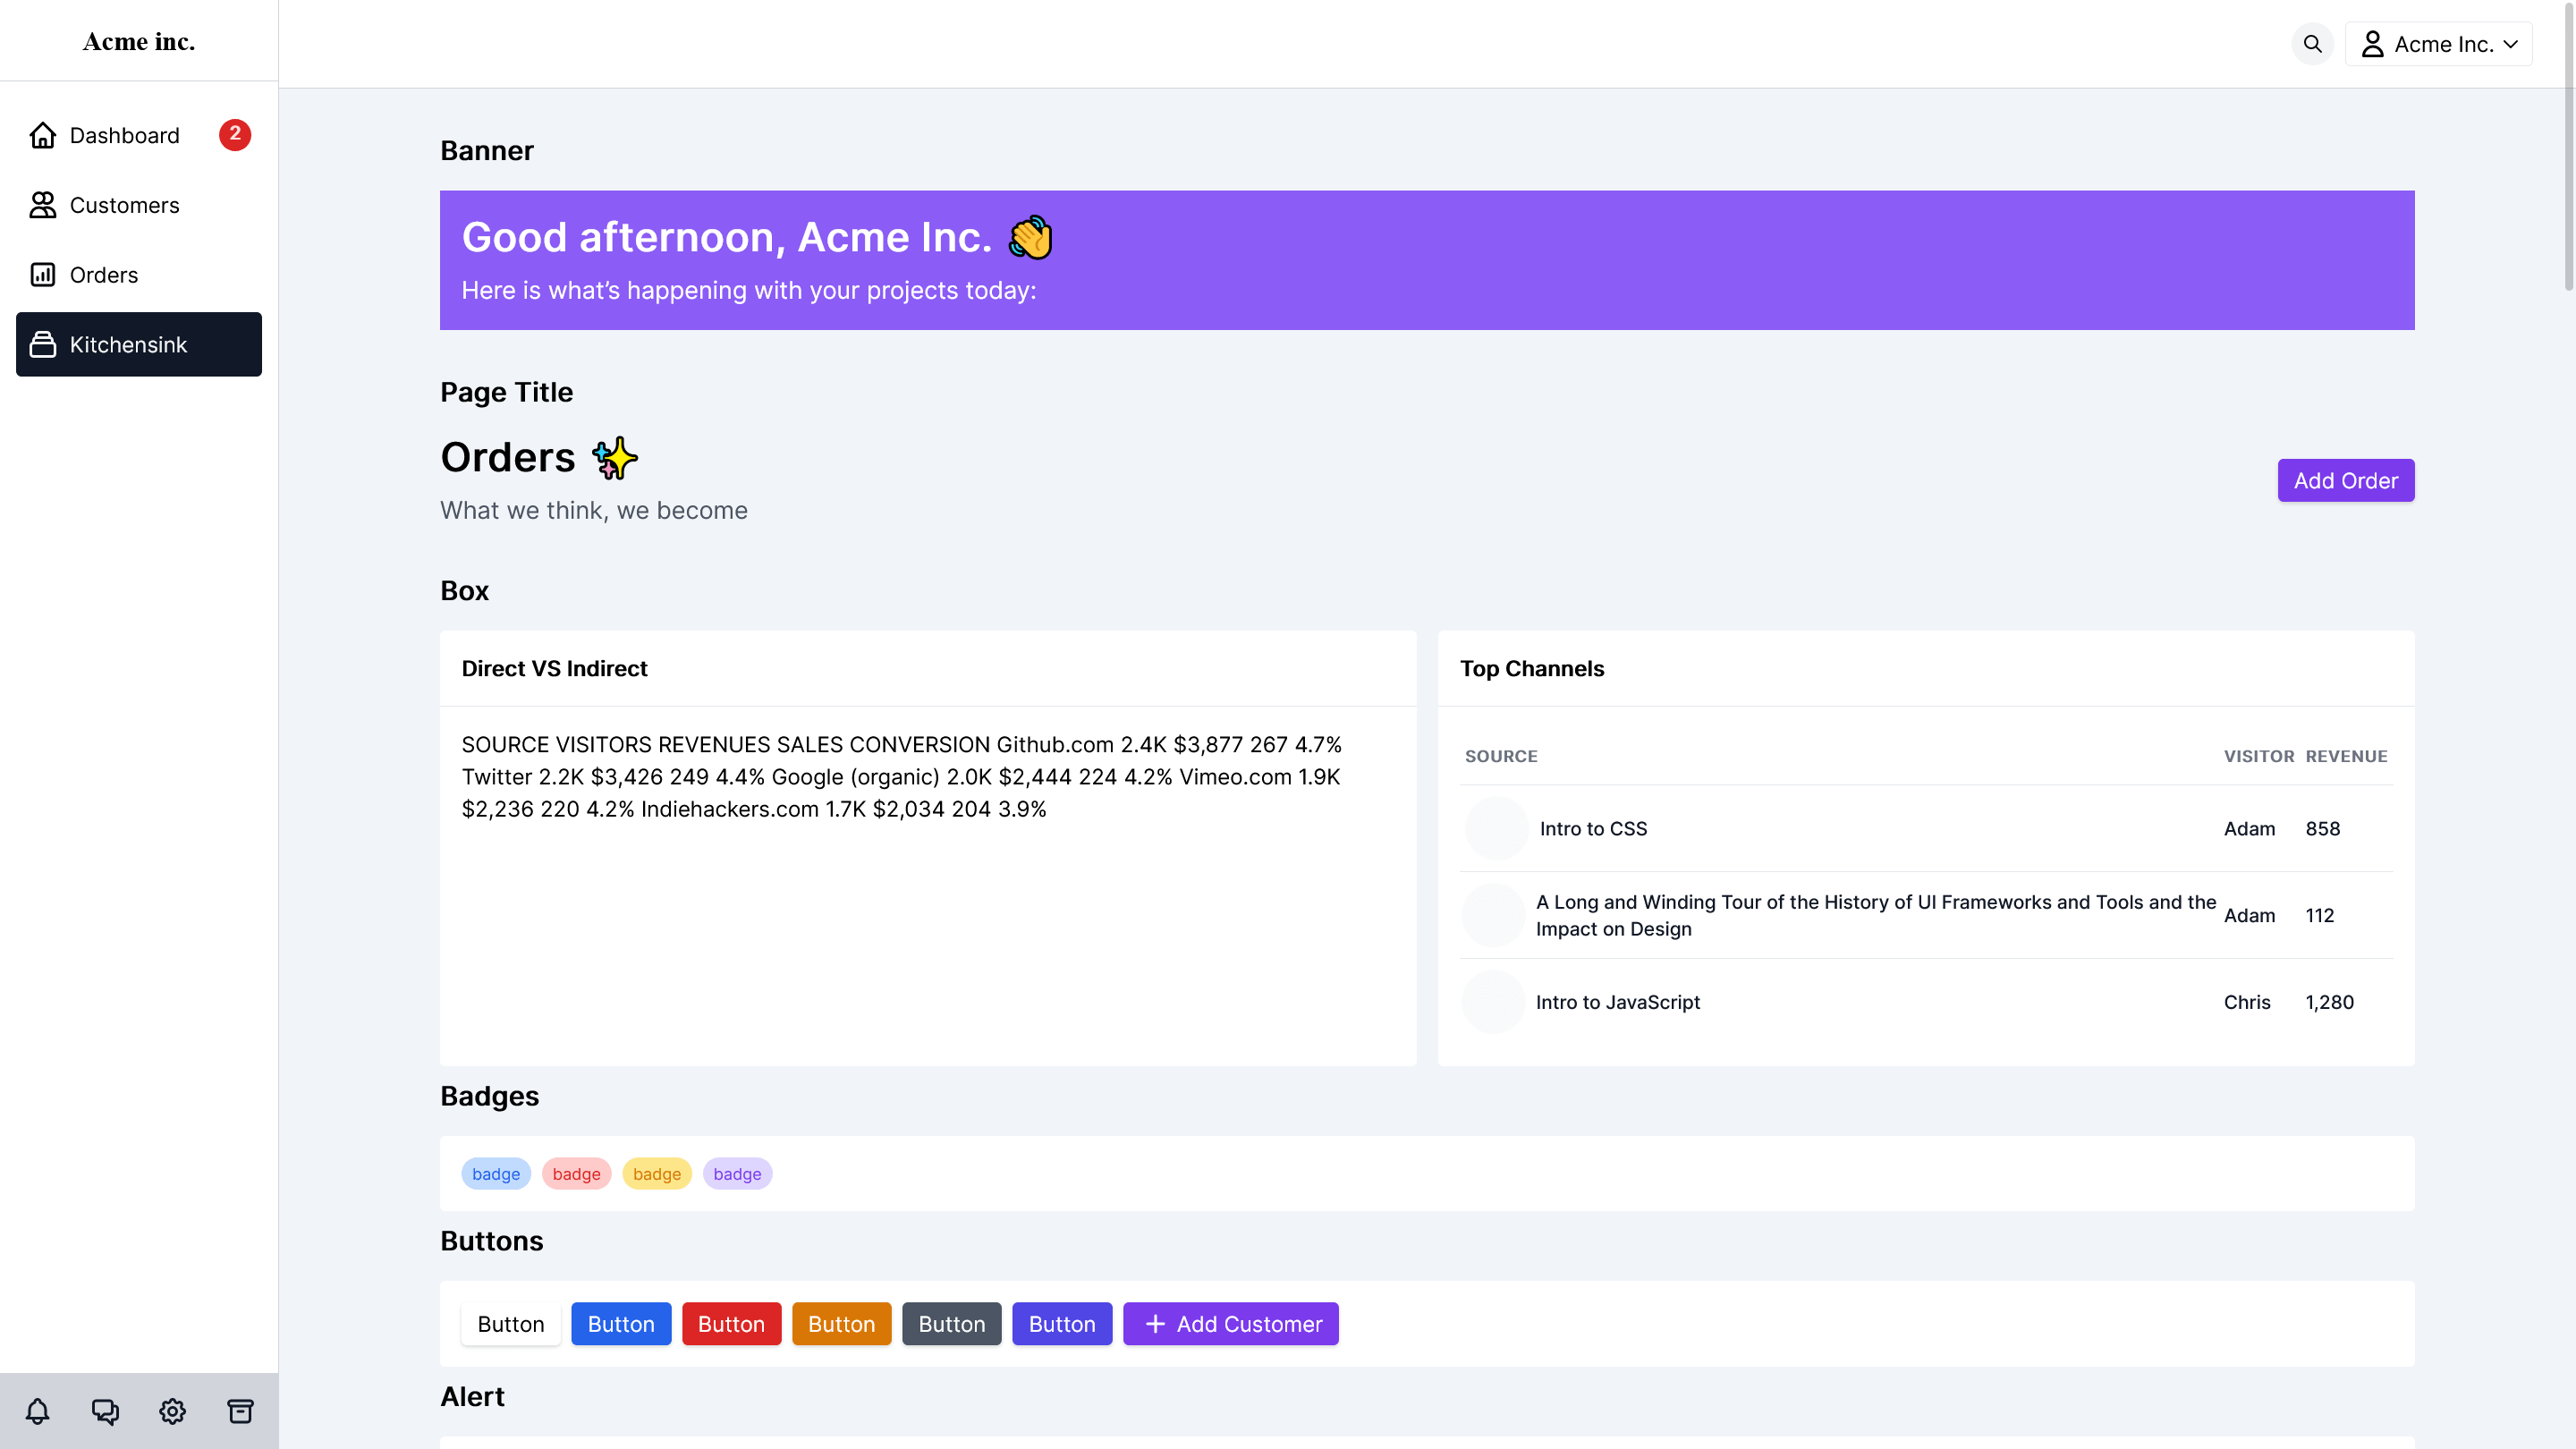 Acme inc.
Acme Inc.
Dashboard 2
Customers
Orders
Kitchensink
Banner
Good afternoon, Acme Inc. 👋
Here is what’s happening with your projects today:
Page Title
Orders ✨
What we think, we become
Add Order
Box
Direct VS Indirect
SOURCE VISITORS REVENUES SALES CONVERSION Github.com 2.4K $3,877 267 4.7%
Twitter 2.2K $3,426 249 4.4% Google (organic) 2.0K $2,444 224 4.2% Vimeo.com 1.9K
$2,236 220 4.2% Indiehackers.com 1.7K $2,034 204 3.9%
Top Channels
SOURCE VISITOR REVENUE
Intro to CSS Adam 858
A Long and Winding Tour of the History of UI Frameworks and Tools and the
Impact on Design Adam 112
Intro to JavaScript Chris 1,280
Badges
badge badge badge badge
Buttons
Button Button Button Button Button Button Add Customer
Alert